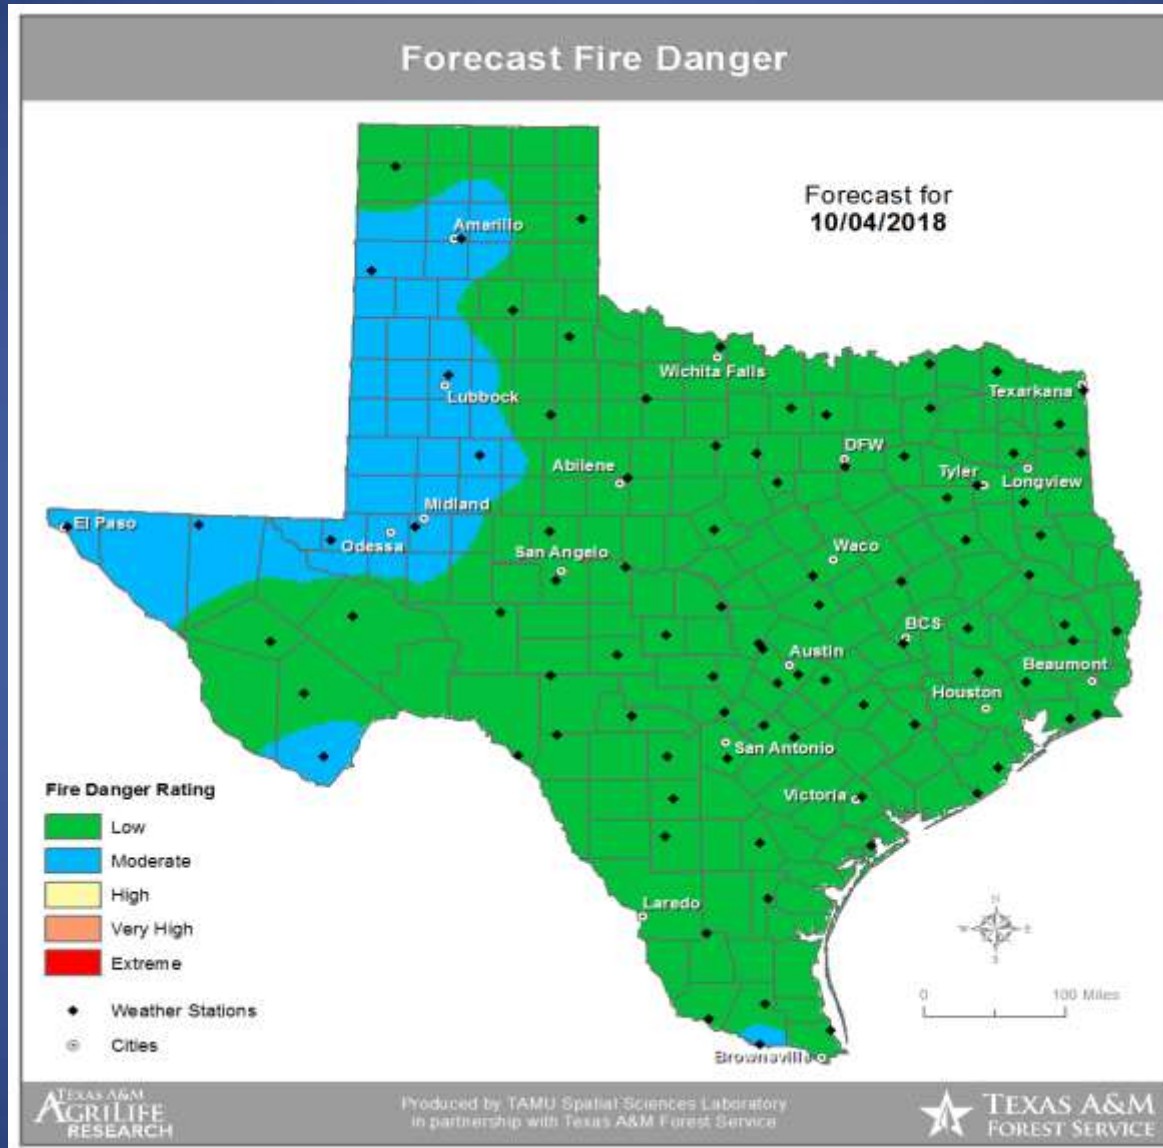 Forecast Fire Danger
Forecast for
10/04/2018
Amarillo
Wichita Falls
Texarkana
Lubbock
DFW
Abilene
Tyler
Longview
Midland
El Paso
Odessa
San Angelo
Waco
BCS
Austin
Beaumont
Houston
San Antonio
Victoria
Laredo
Brownsville
Fire Danger Rating
Low
Moderate
High
Very High
Extreme
Weather Stations
Cities
N
W E
S
0 100 Miles
TEXAS A&M
AGRILIFE
RESEARCH
Produced by TAMU Spatial Sciences Laboratory
in partnership with Texas A&M Forest Service
TEXAS A&M
FOREST SERVICE